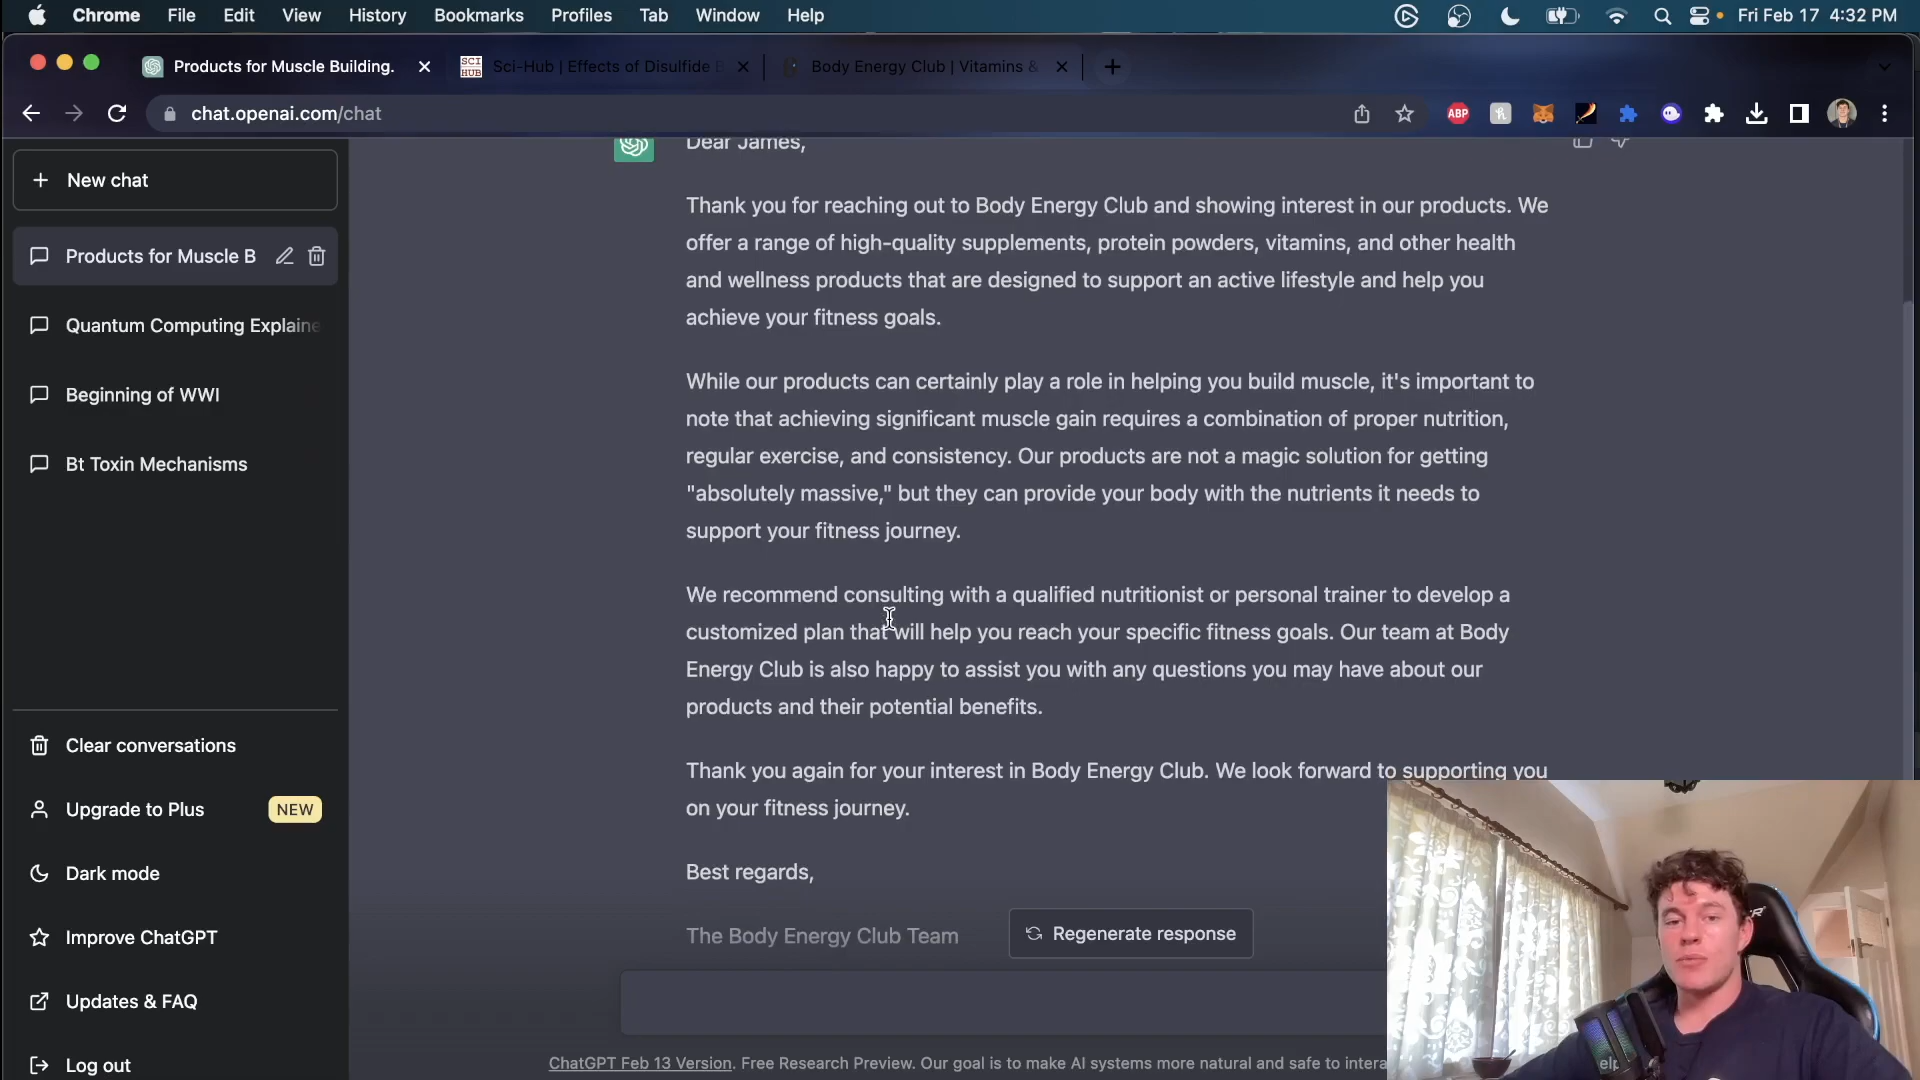 Chrome File Edit View History Bookmarks Profiles Tab Window Help Fri Feb 17 4:32 PM
Products for Muscle Building. SCI HUB Sci-Hub | Effects of Disulfide B Body Energy Club | Vitamins &
chat.openai.com/chat ABP
New chat
Products for Muscle B
Quantum Computing Explaine
Beginning of WWI
Bt Toxin Mechanisms
Clear conversations
Upgrade to Plus NEW
Dark mode
Improve ChatGPT
Updates & FAQ
Log out
Dear James,
Thank you for reaching out to Body Energy Club and showing interest in our products. We
offer a range of high-quality supplements, protein powders, vitamins, and other health
and wellness products that are designed to support an active lifestyle and help you
achieve your fitness goals.
While our products can certainly play a role in helping you build muscle, it's important to
note that achieving significant muscle gain requires a combination of proper nutrition,
regular exercise, and consistency. Our products are not a magic solution for getting
"absolutely massive," but they can provide your body with the nutrients it needs to
support your fitness journey.
We recommend consulting with a qualified nutritionist or personal trainer to develop a
customized plan that will help you reach your specific fitness goals. Our team at Body
Energy Club is also happy to assist you with any questions you may have about our
products and their potential benefits.
Thank you again for your interest in Body Energy Club. We look forward to supporting you
on your fitness journey.
Best regards,
The Body Energy Club Team
Regenerate response
ChatGPT Feb 13 Version. Free Research Preview. Our goal is to make AI systems more natural and safe to intera